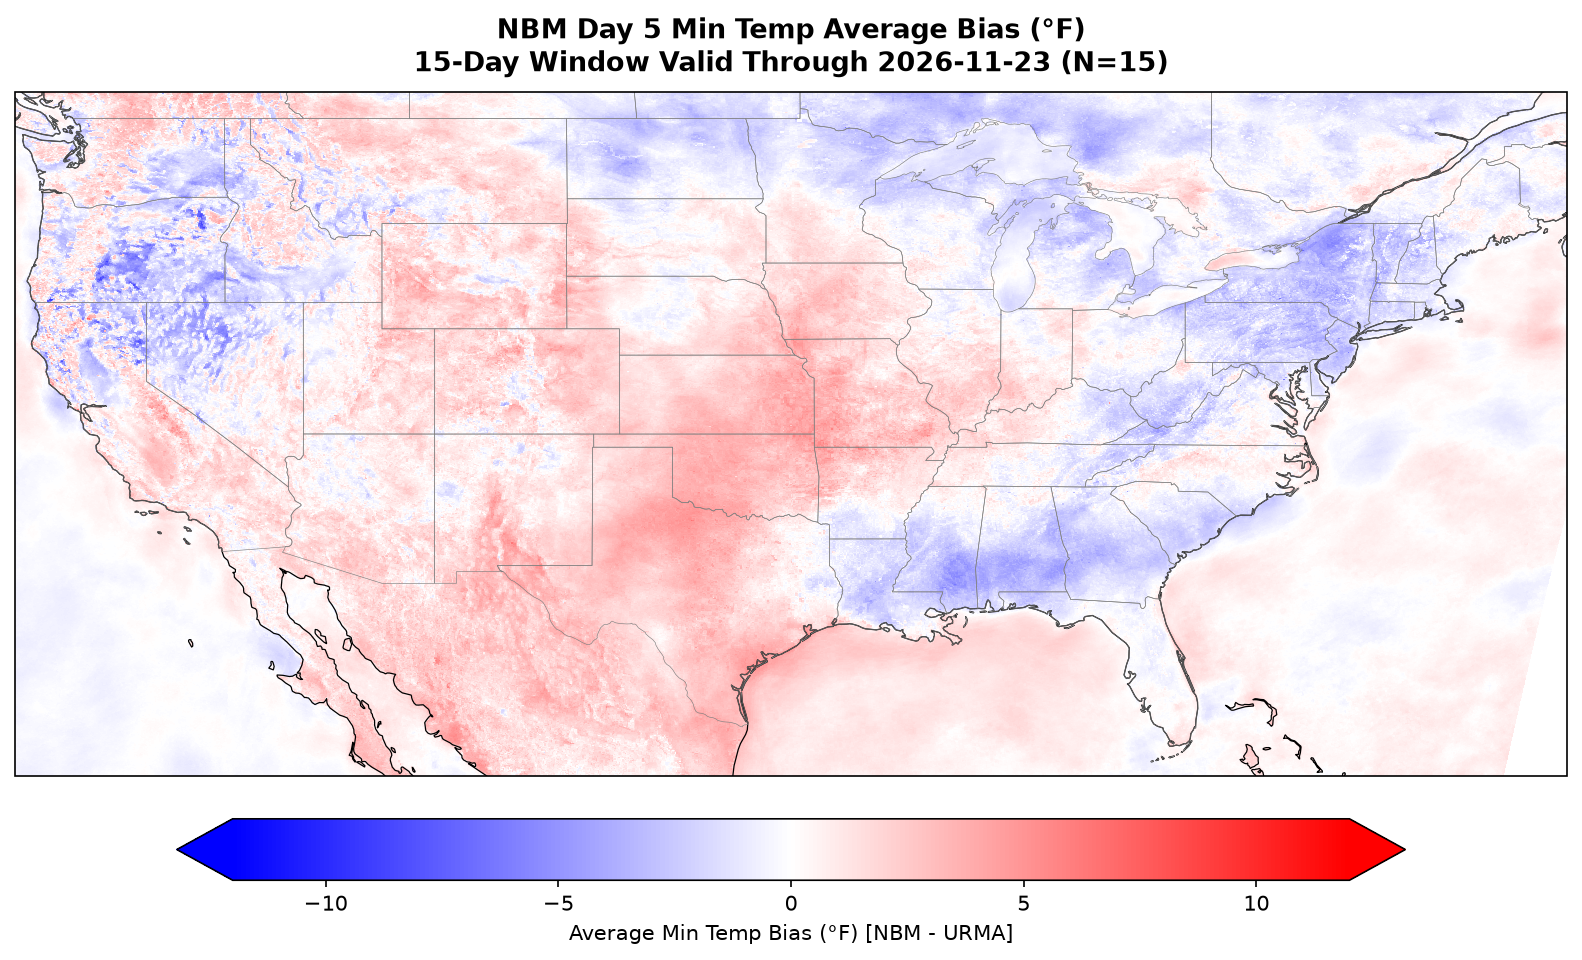 NBM Day 5 Min Temp Average Bias (°F)
15-Day Window Valid Through 2026-11-23 (N=15)
−10 −5 0 5 10
Average Min Temp Bias (°F) [NBM - URMA]